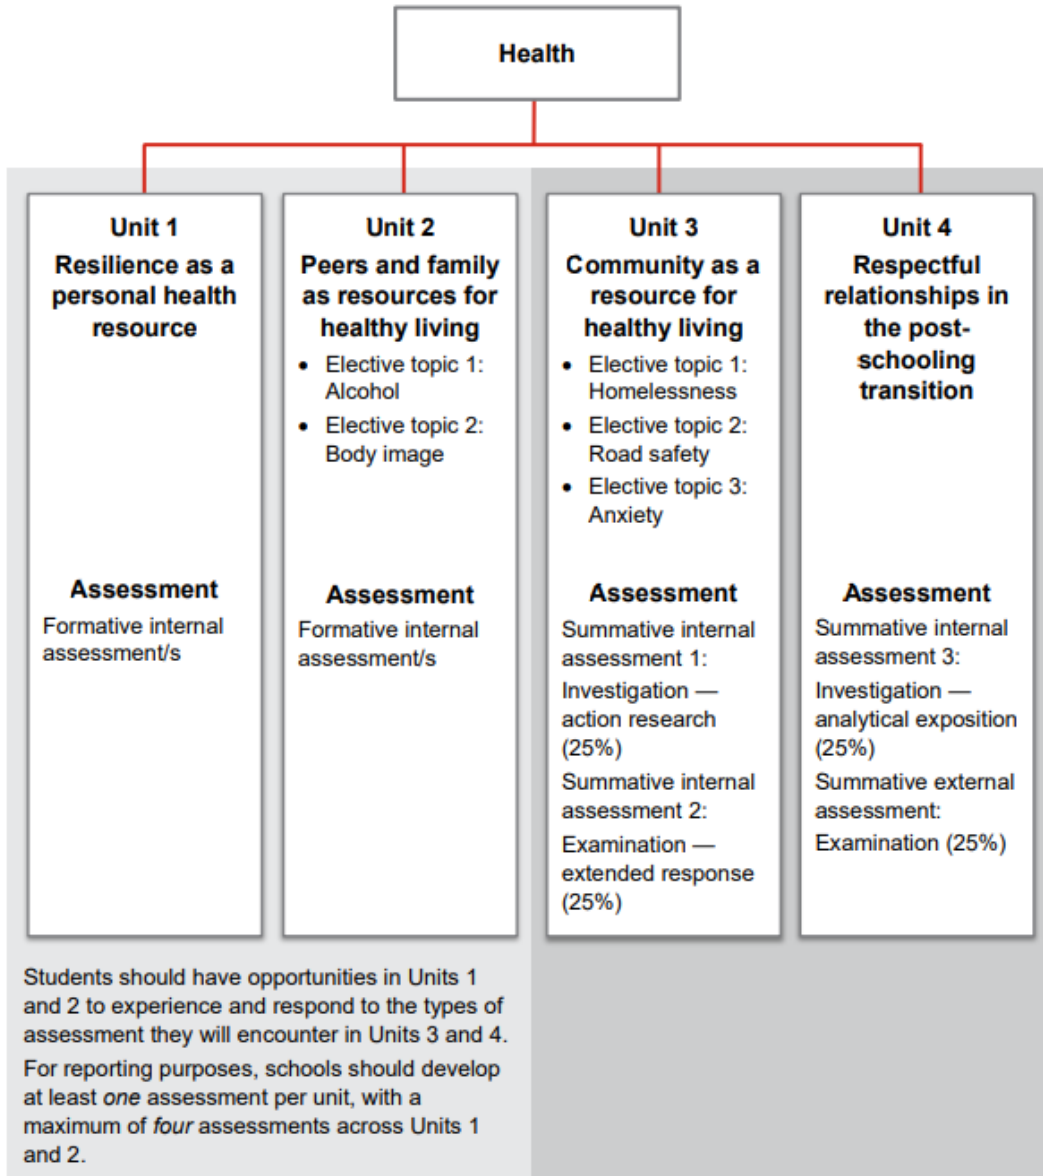 Health
Unit 1
Resilience as a
personal health
resource
Assessment
Formative internal
assessment/s
Unit 2
Peers and family
as resources for
healthy living
• Elective topic 1:
Alcohol
• Elective topic 2:
Body image
Assessment
Formative internal
assessment/s
Unit 3
Community as a
resource for
healthy living
• Elective topic 1:
Homelessness
• Elective topic 2:
Road safety
• Elective topic 3:
Anxiety
Assessment
Summative internal
assessment 1:
Investigation —
action research
(25%)
Summative internal
assessment 2:
Examination —
extended response
(25%)
Unit 4
Respectful
relationships in
the post-
schooling
transition
Assessment
Summative internal
assessment 3:
Investigation —
analytical exposition
(25%)
Summative external
assessment:
Examination (25%)
Students should have opportunities in Units 1
and 2 to experience and respond to the types of
assessment they will encounter in Units 3 and 4.
For reporting purposes, schools should develop
at least one assessment per unit, with a
maximum of four assessments across Units 1
and 2.